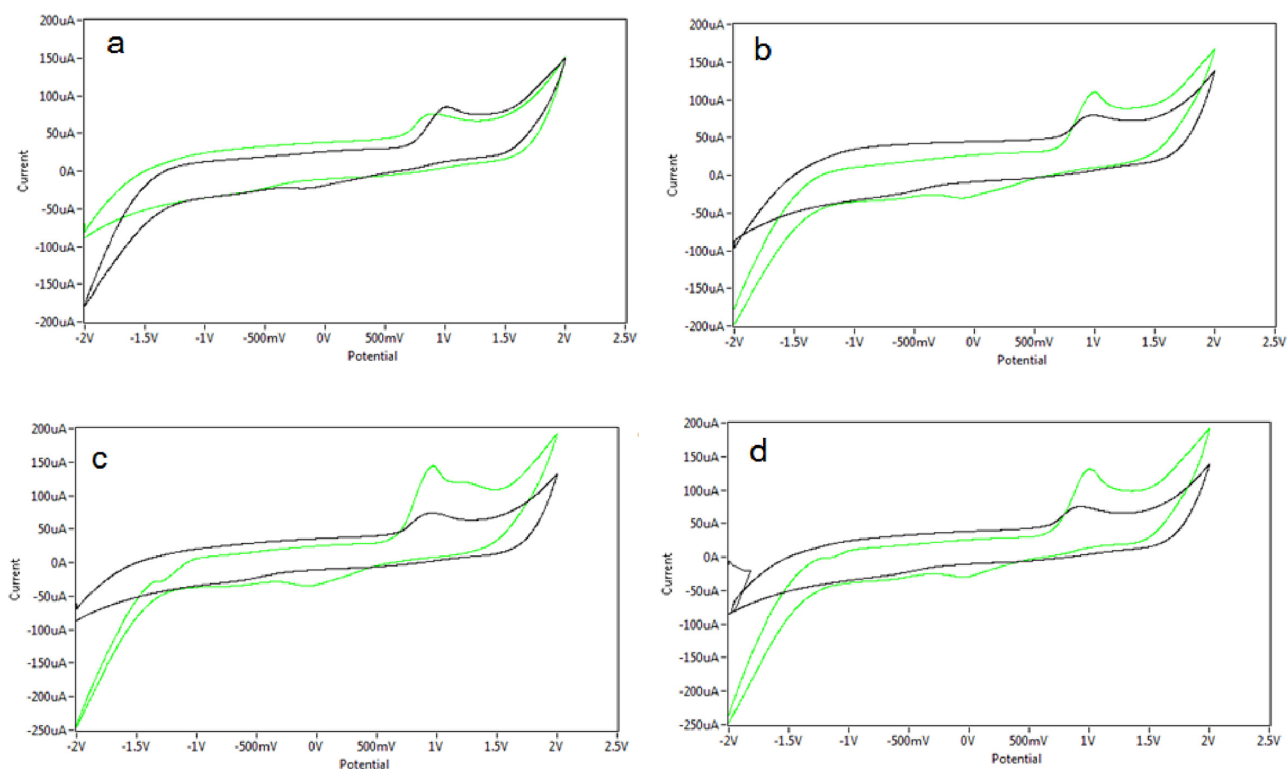 a
200uA
150uA
100uA
50uA
0A
-50uA
-100uA
-150uA
-200uA
Current
-2V -1.5V -1V -500mV 0V 500mV 1V 1.5V 2V 2.5V
Potential
b
200uA
150uA
100uA
50uA
0A
-50uA
-100uA
-150uA
-200uA
Current
-2V -1.5V -1V -500mV 0V 500mV 1V 1.5V 2V 2.5V
Potential
c
200uA
150uA
100uA
50uA
0A
-50uA
-100uA
-150uA
-200uA
-250uA
Current
-2V -1.5V -1V -500mV 0V 500mV 1V 1.5V 2V 2.5V
Potential
d
200uA
150uA
100uA
50uA
0A
-50uA
-100uA
-150uA
-200uA
-250uA
Current
-2V -1.5V -1V -500mV 0V 500mV 1V 1.5V 2V 2.5V
Potential